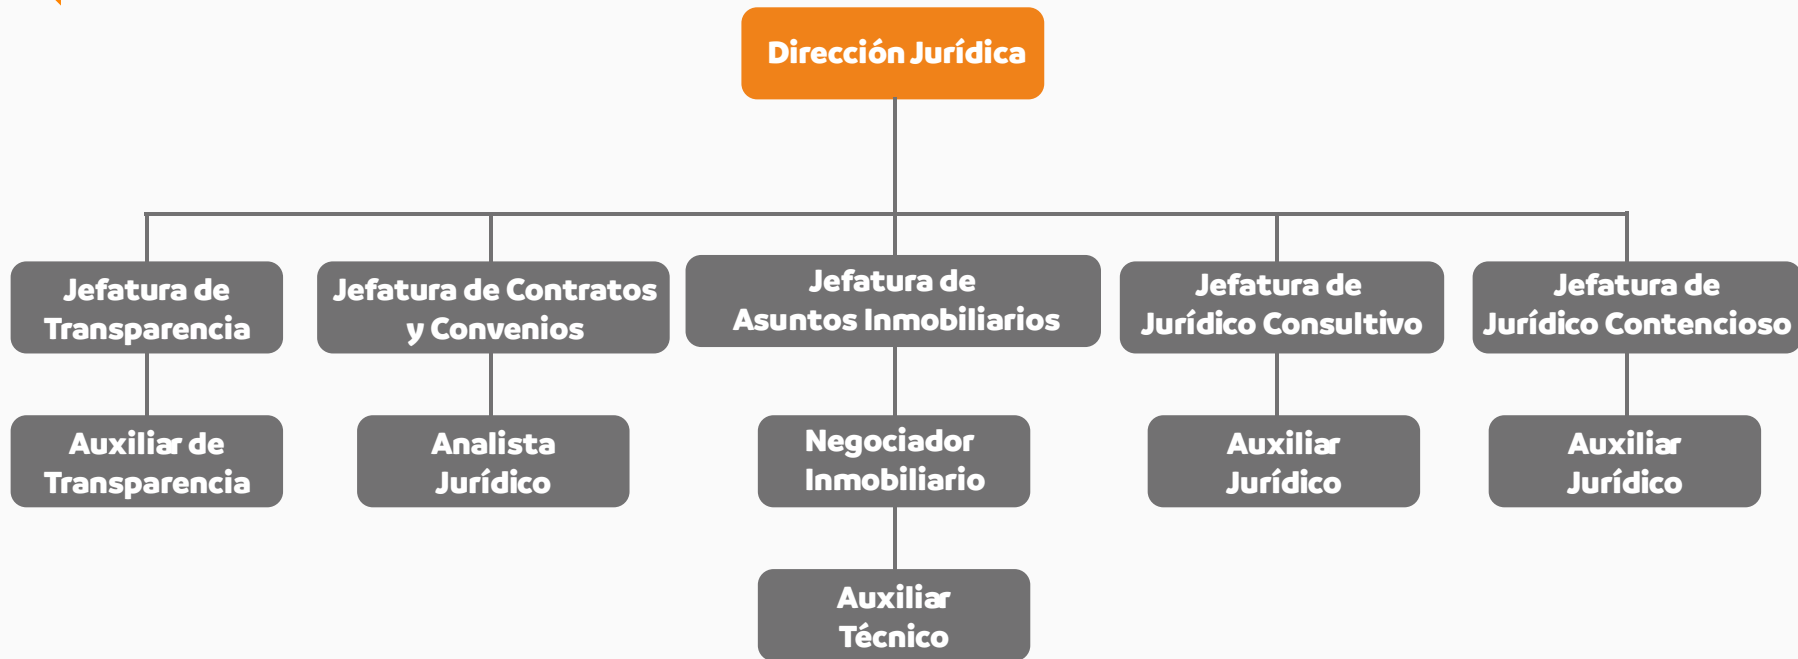 Dirección Jurídica
Jefatura de
Transparencia
Jefatura de Contratos
y Convenios
Jefatura de
Asuntos Inmobiliarios
Jefatura de
Jurídico Consultivo
Jefatura de
Jurídico Contencioso
Auxiliar de
Transparencia
Analista
Jurídico
Negociador
Inmobiliario
Auxiliar
Jurídico
Auxiliar
Jurídico
Auxiliar
Técnico